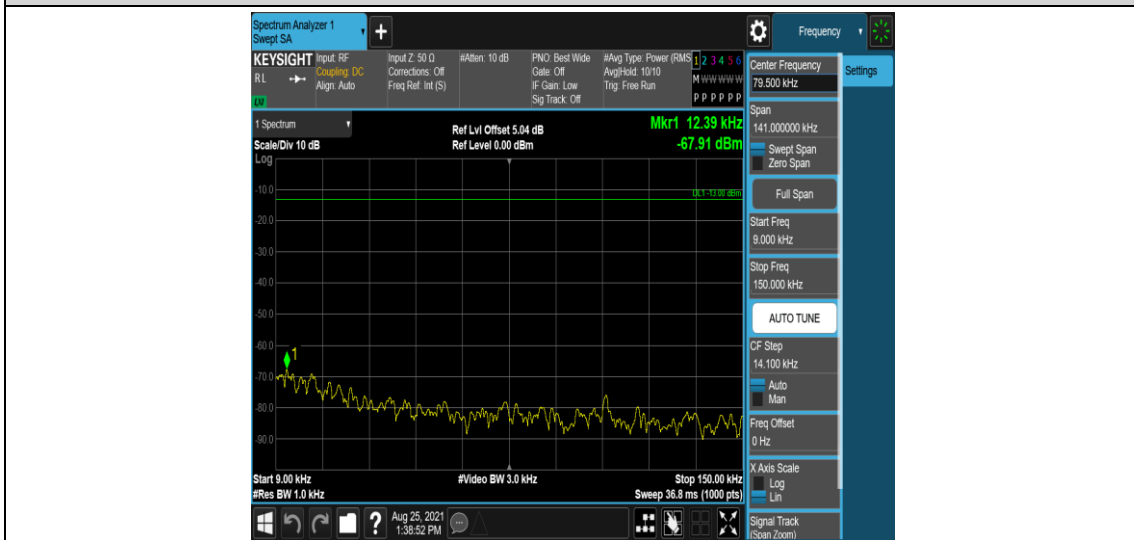 Spectrum Analyzer 1
Swept SA
+
Frequency
KEYSIGHT
RL
LXI
Input: RF
Coupling: DC
Align: Auto
Input Z: 50 Ω
Corrections: Off
Freq Ref: Int (S)
#Atten: 10 dB
PNO: Best Wide
Gate: Off
IF Gain: Low
Sig Track: Off
#Avg Type: Power (RMS
Avg|Hold: 10/10
Trig: Free Run
1 2 3 4 5 6
M W W W W W
P P P P P P
1 Spectrum
Scale/Div 10 dB
Log
Ref Lvl Offset 5.04 dB
Ref Level 0.00 dBm
Mkr1 12.39 kHz
-67.91 dBm
DL1 -13.00 dBm
-10.0
-20.0
-30.0
-40.0
-50.0
-60.0
-70.0
-80.0
-90.0
1
Start 9.00 kHz
#Res BW 1.0 kHz
#Video BW 3.0 kHz
Stop 150.00 kHz
Sweep 36.8 ms (1000 pts)
?
Aug 25, 2021
1:38:52 PM
Center Frequency
79.500 kHz
Settings
Span
141.000000 kHz
Swept Span
Zero Span
Full Span
Start Freq
9.000 kHz
Stop Freq
150.000 kHz
AUTO TUNE
CF Step
14.100 kHz
Auto
Man
Freq Offset
0 Hz
X Axis Scale
Log
Lin
Signal Track
(Span Zoom)